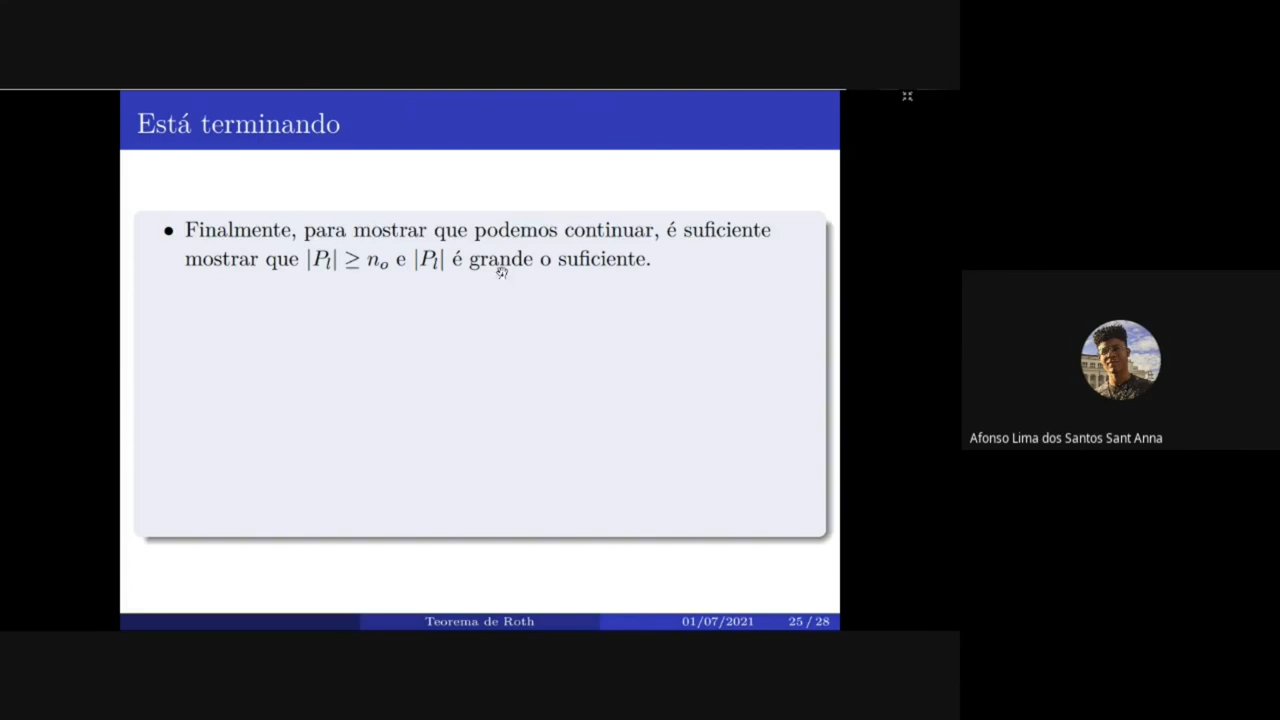 Está terminando
• Finalmente, para mostrar que podemos continuar, é suficiente
mostrar que |P_l| ≥ n_o e |P_l| é grande o suficiente.
Afonso Lima dos Santos Sant Anna
Teorema de Roth 01/07/2021 25 / 28